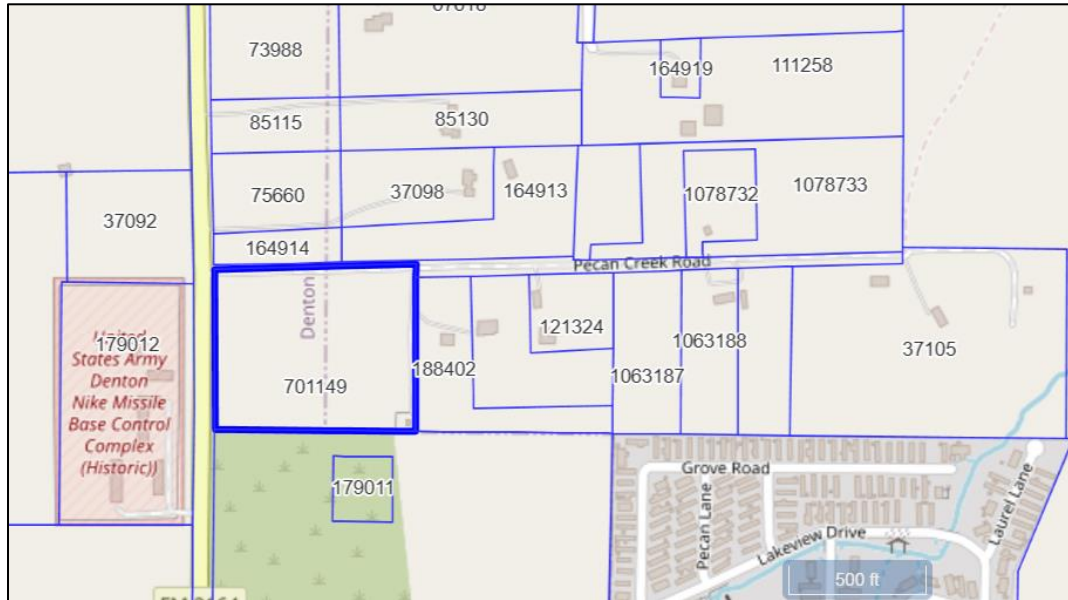 73988
164919
111258
85115
85130
75660
37098
164913
1078732
1078733
37092
164914
Pecan Creek Road
Denton
United
179012
States Army
Denton
Nike Missile
Base Control
Complex
(Historic))
701149
188402
121324
1063187
1063188
37105
179011
Grove Road
Pecan Lane
Lakeview Drive
Laurel Lane
500 ft